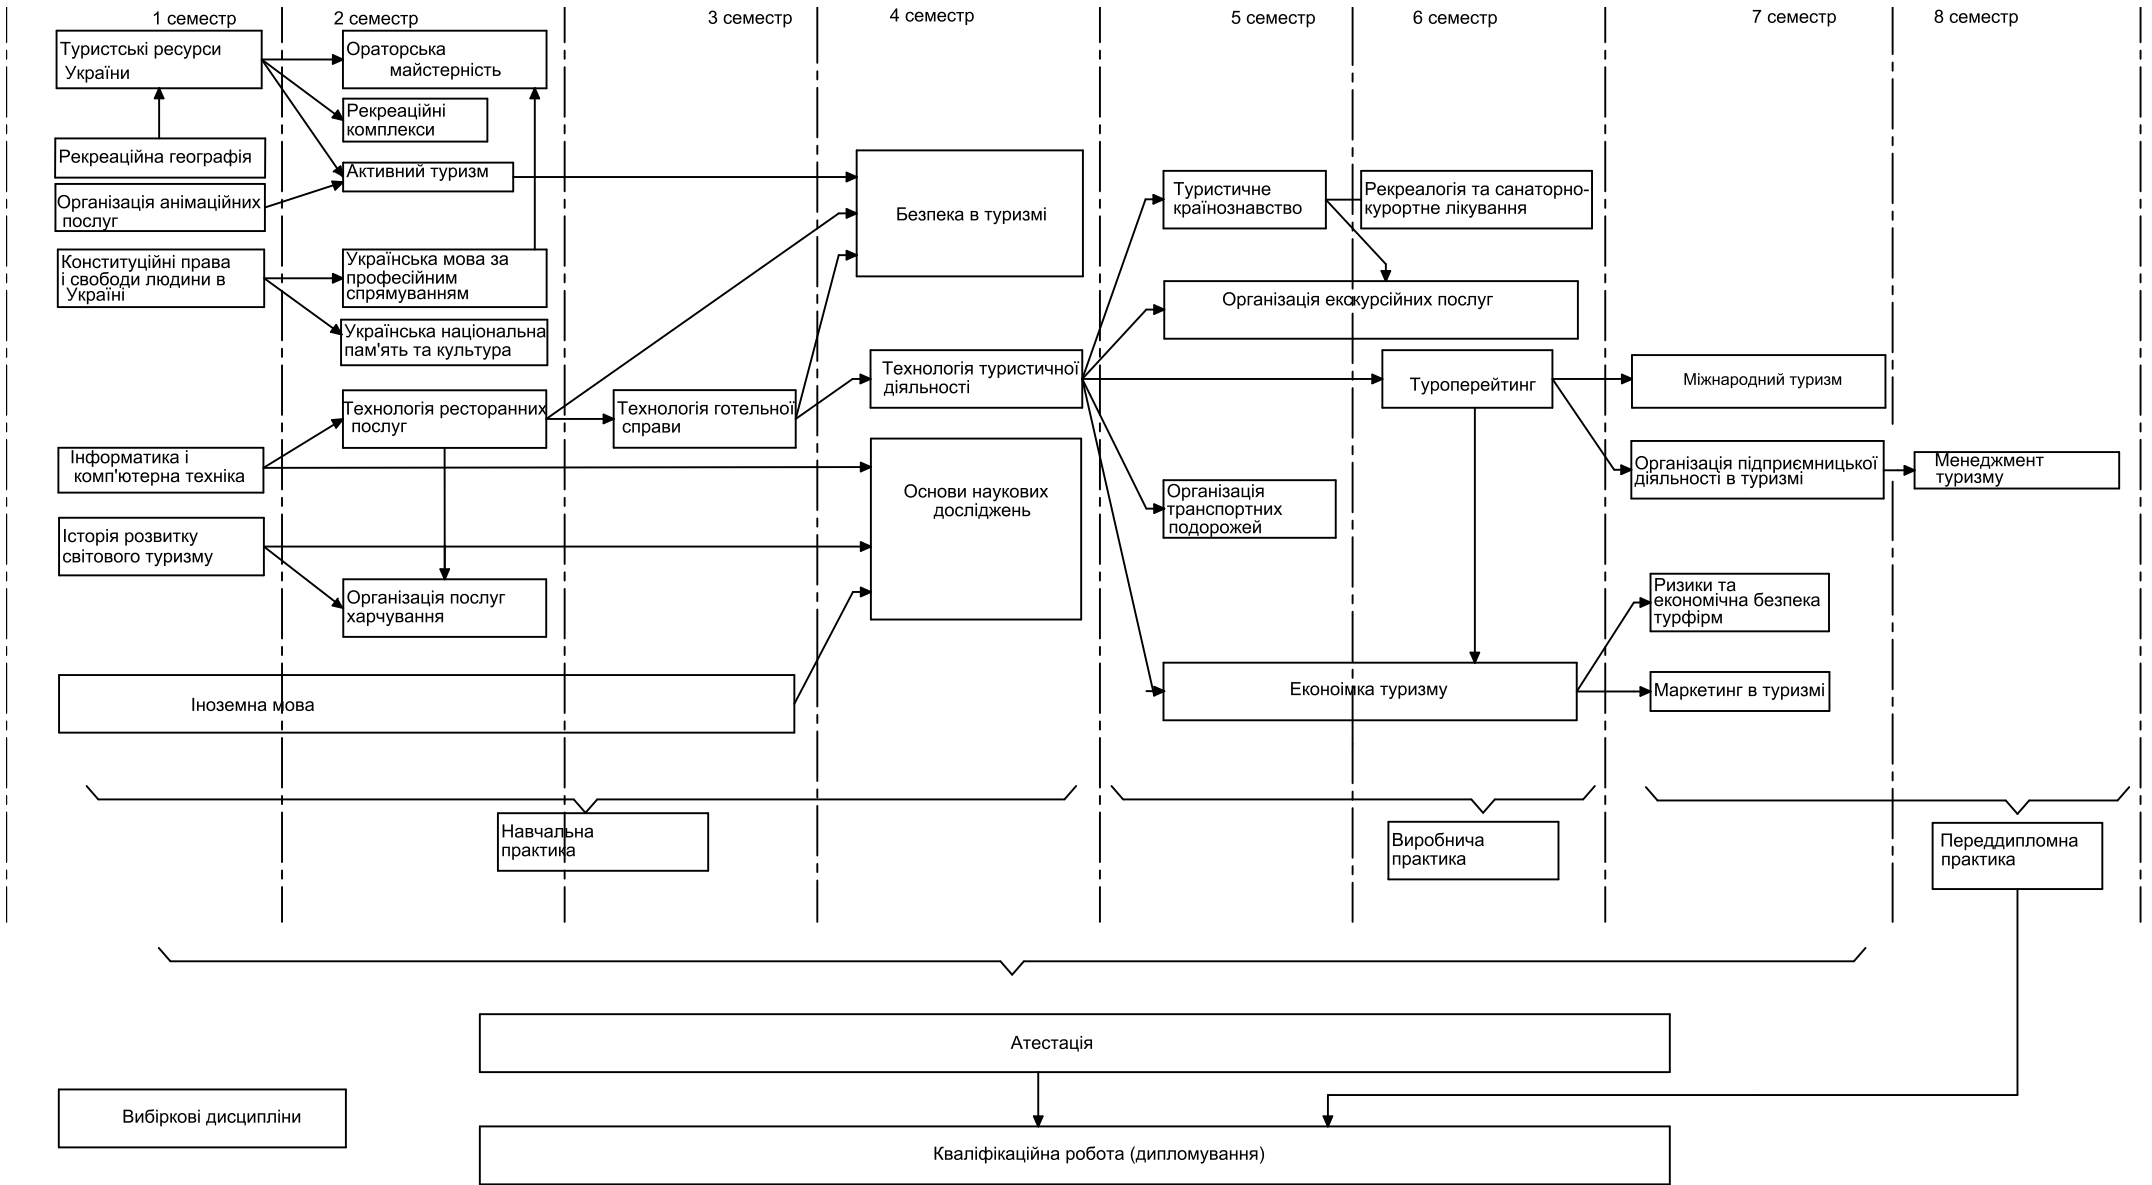 1 семестр
2 семестр
3 семестр
4 семестр
5 семестр
6 семестр
7 семестр
8 семестр
Туристські ресурси
України
Рекреаційна географія
Організація анімаційних
послуг
Конституційні права
і свободи людини в
Україні
Інформатика і
комп'ютерна техніка
Історія розвитку
світового туризму
Іноземна мова
Ораторська
майстерність
Рекреаційні
комплекси
Активний туризм
Українська мова за
професійним
спрямуванням
Українська національна
пам'ять та культура
Технологія ресторанних
послуг
Організація послуг
харчування
Технологія готельної
справи
Безпека в туризмі
Технологія туристичної
діяльності
Основи наукових
досліджень
Туристичне
країнознавство
Рекреалогія та санаторно-
курортне лікування
Організація екскурсійних послуг
Туроперейтинг
Організація
транспортних
подорожей
Еконоімка туризму
Міжнародний туризм
Організація підприємницької
діяльності в туризмі
Менеджмент
туризму
Ризики та
економічна безпека
турфірм
Маркетинг в туризмі
Навчальна
практика
Виробнича
практика
Переддипломна
практика
Атестація
Вибіркові дисципліни
Кваліфікаційна робота (дипломування)